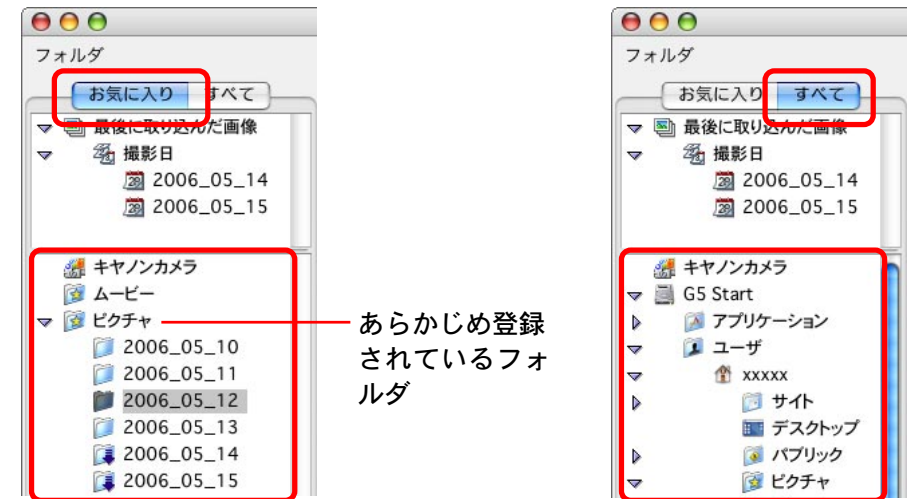 フォルダ
お気に入り すべて
最後に取り込んだ画像
撮影日
2006_05_14
2006_05_15
キヤノンカメラ
ムービー
ピクチャ
2006_05_10
2006_05_11
2006_05_12
2006_05_13
2006_05_14
2006_05_15
あらかじめ登録
されているフォ
ルダ
フォルダ
お気に入り すべて
最後に取り込んだ画像
撮影日
2006_05_14
2006_05_15
キヤノンカメラ
G5 Start
アプリケーション
ユーザ
xxxxx
サイト
デスクトップ
パブリック
ピクチャ